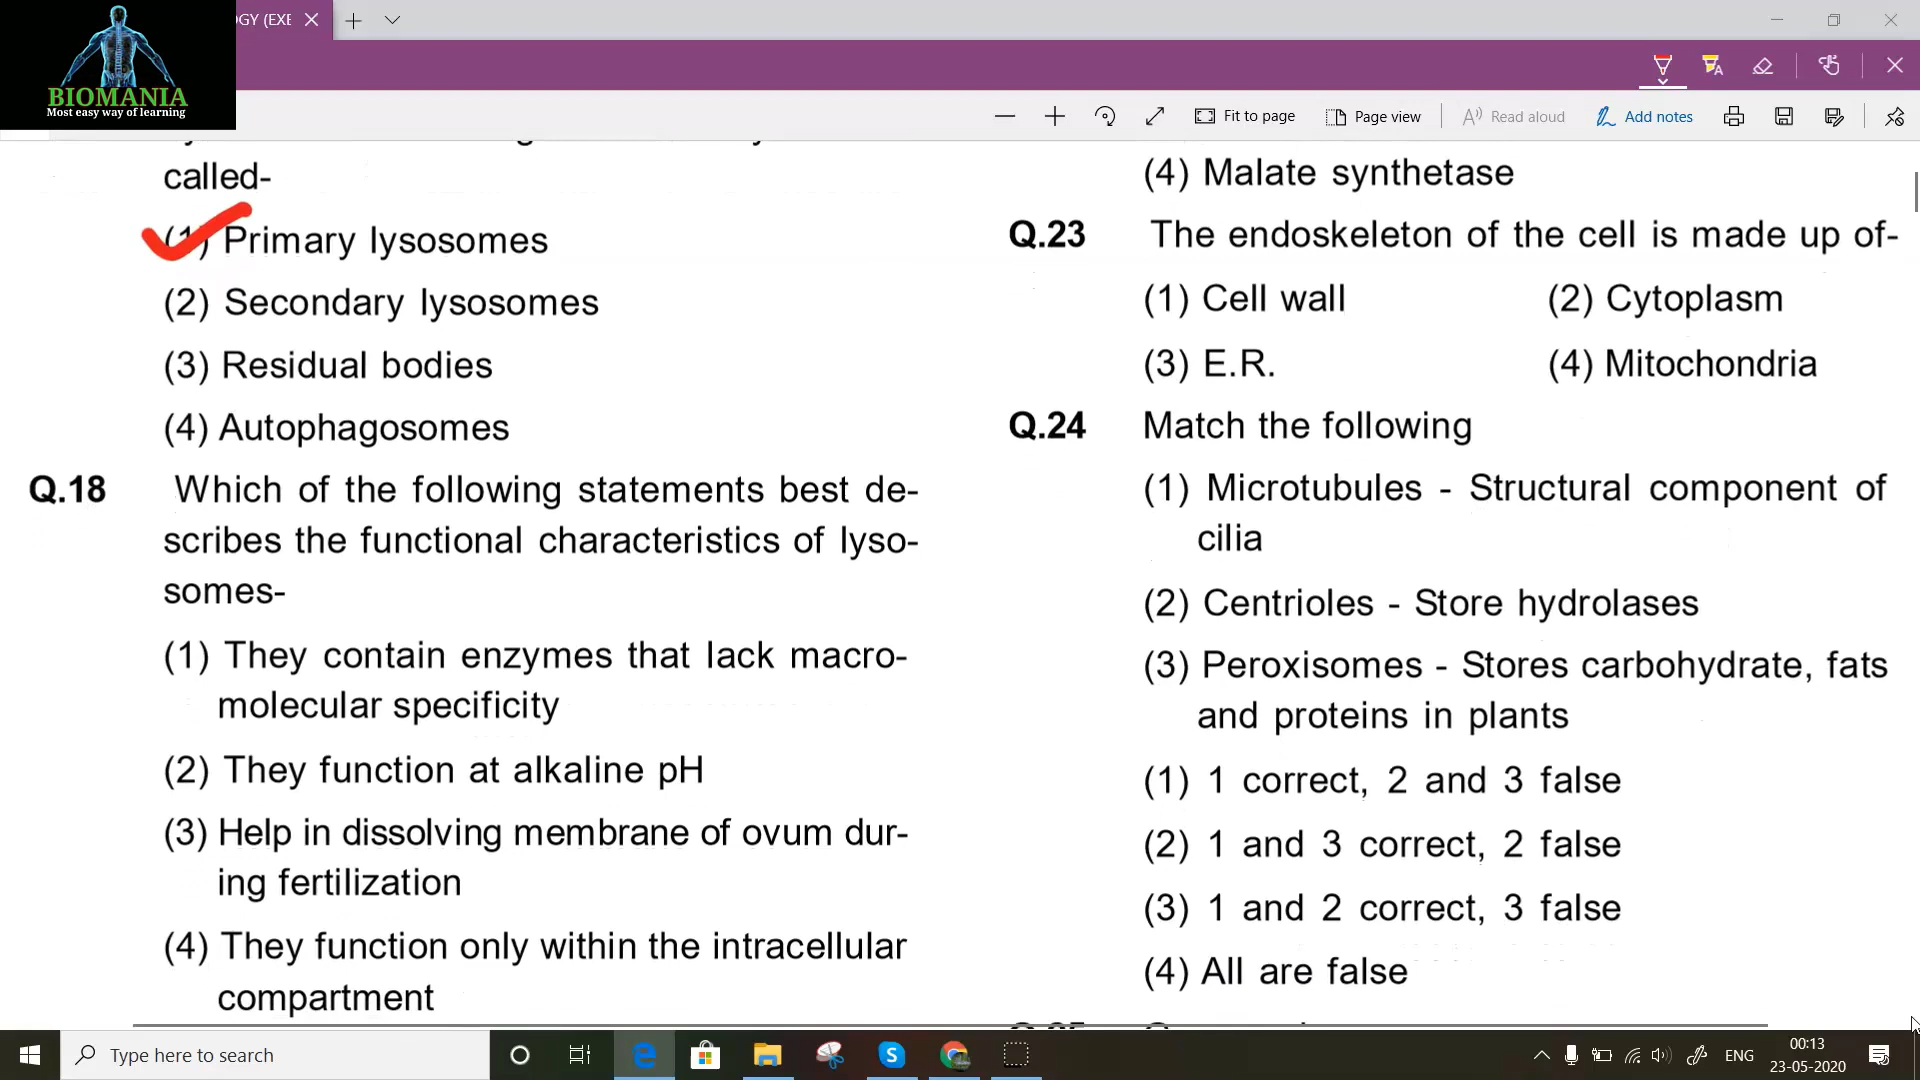 OGY (EXE
BIOMANIA
Most easy way of learning
Fit to page
Page view
Read aloud
Add notes
called-
(1) Primary lysosomes
(2) Secondary lysosomes
(3) Residual bodies
(4) Autophagosomes
Q.18 Which of the following statements best de-
scribes the functional characteristics of lyso-
somes-
(1) They contain enzymes that lack macro-
molecular specificity
(2) They function at alkaline pH
(3) Help in dissolving membrane of ovum dur-
ing fertilization
(4) They function only within the intracellular
compartment
(4) Malate synthetase
Q.23 The endoskeleton of the cell is made up of-
(1) Cell wall (2) Cytoplasm
(3) E.R. (4) Mitochondria
Q.24 Match the following
(1) Microtubules - Structural component of
cilia
(2) Centrioles - Store hydrolases
(3) Peroxisomes - Stores carbohydrate, fats
and proteins in plants
(1) 1 correct, 2 and 3 false
(2) 1 and 3 correct, 2 false
(3) 1 and 2 correct, 3 false
(4) All are false
Type here to search
ENG
00:13
23-05-2020